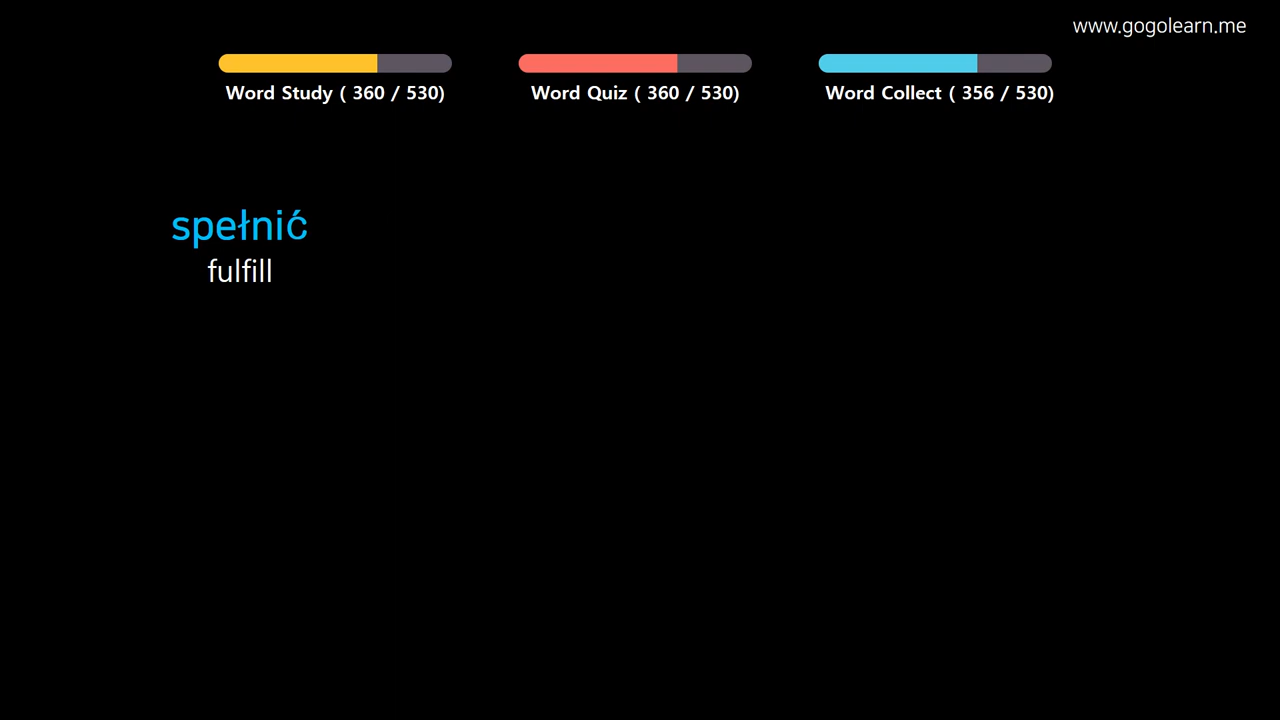 www.gogolearn.me
Word Study ( 360 / 530)
Word Quiz ( 360 / 530)
Word Collect ( 356 / 530)
spełnić
fulfill